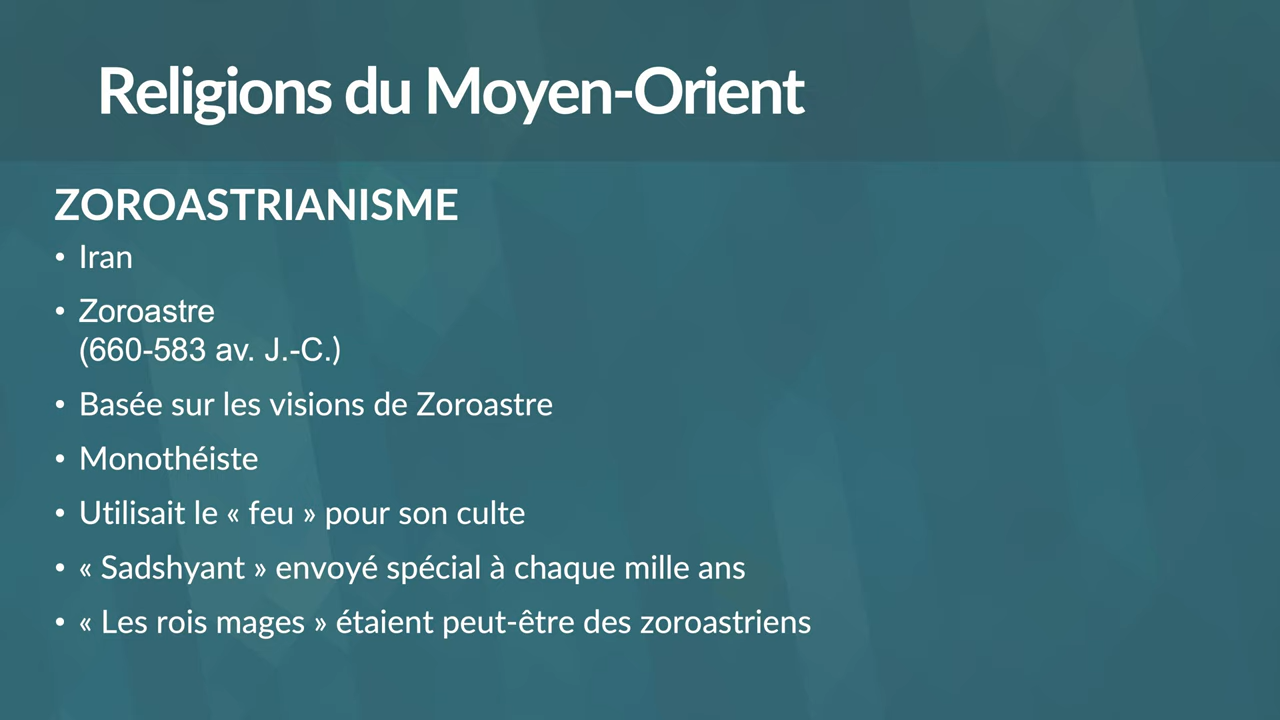 Religions du Moyen-Orient
ZOROASTRIANISME
• Iran
• Zoroastre
(660-583 av. J.-C.)
• Basée sur les visions de Zoroastre
• Monothéiste
• Utilisait le « feu » pour son culte
• « Sadshyant » envoyé spécial à chaque mille ans
• « Les rois mages » étaient peut-être des zoroastriens